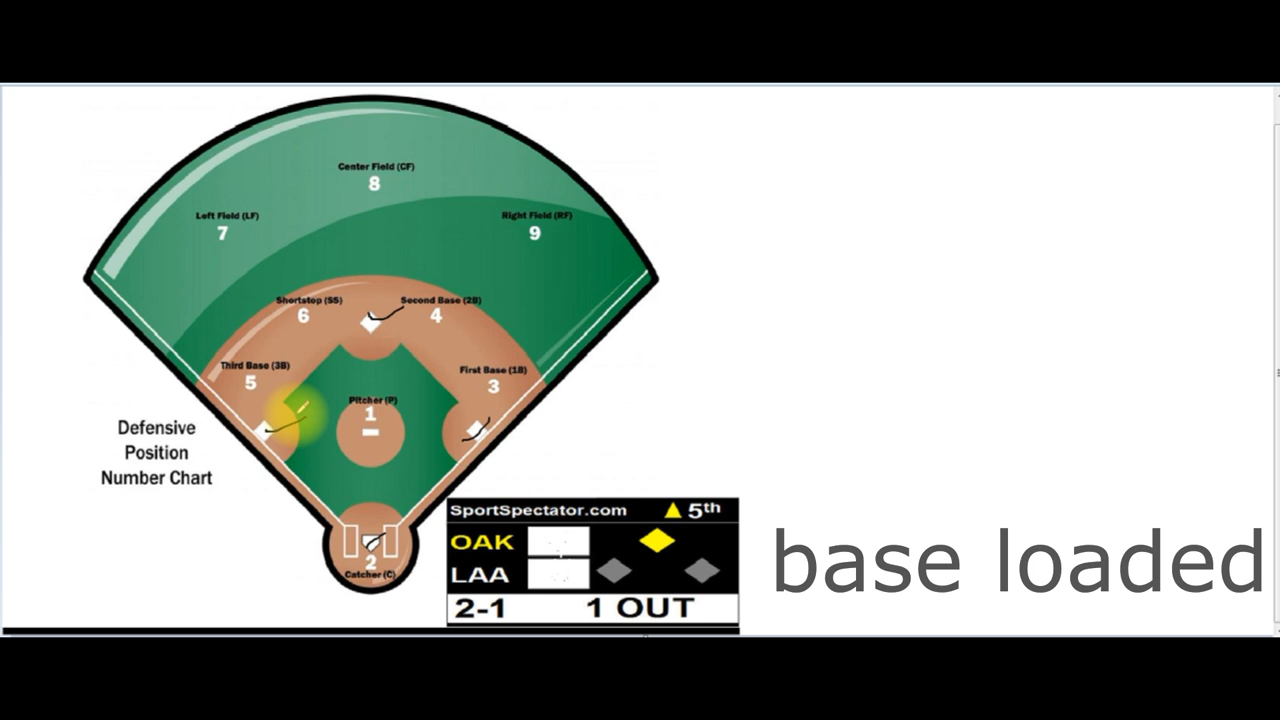 Center Field (CF)
8
Left Field (LF)
7
Right Field (RF)
9
Shortstop (SS)
6
Second Base (2B)
4
Third Base (3B)
5
First Base (1B)
3
Pitcher (P)
1
Defensive
Position
Number Chart
2
Catcher (C)
SportSpectator.com 5th
OAK
LAA
2-1 1 OUT
base loaded